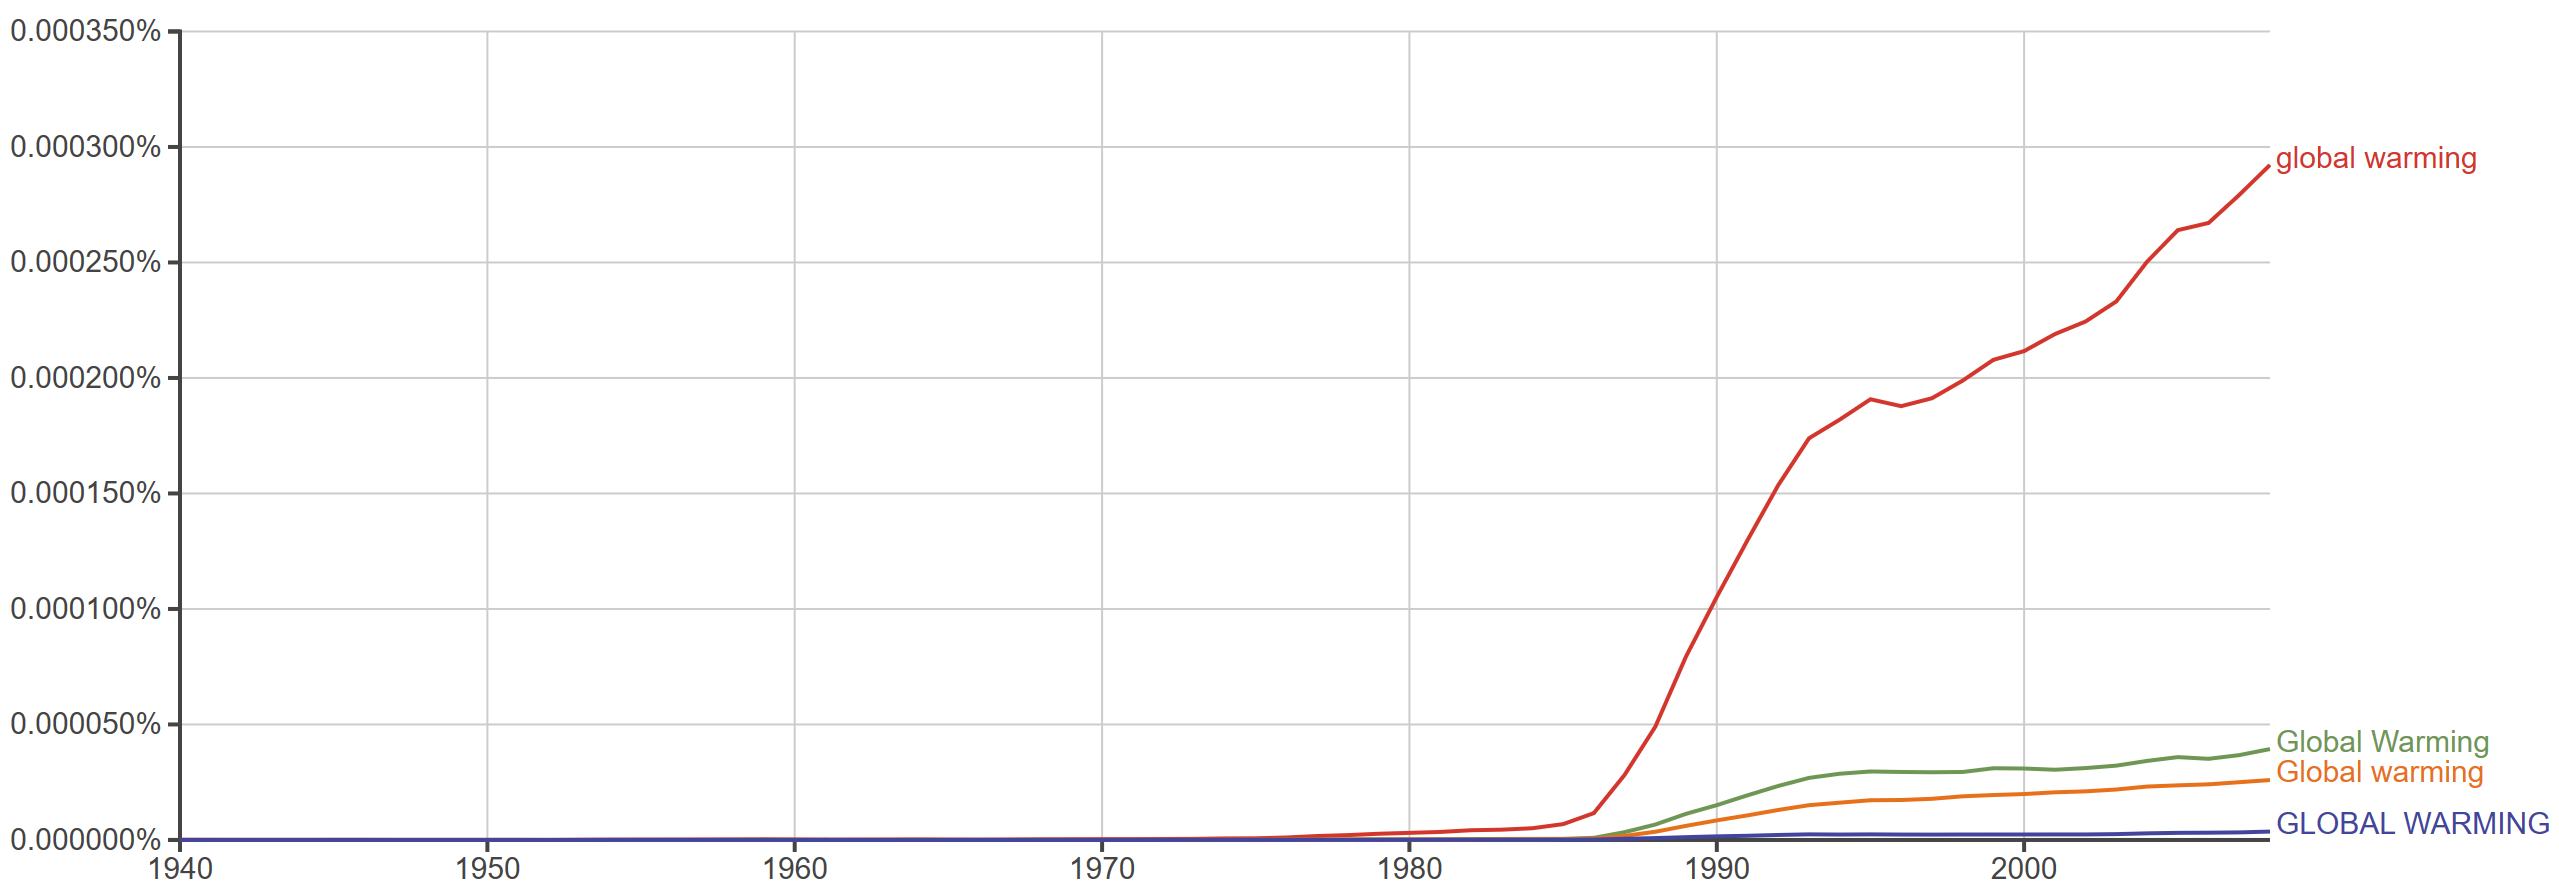 0.000350%
0.000300%
global warming
0.000250%
0.000200%
0.000150%
0.000100%
0.000050%
Global Warming
Global warming
GLOBAL WARMING
0.000000%
1940 1950 1960 1970 1980 1990 2000